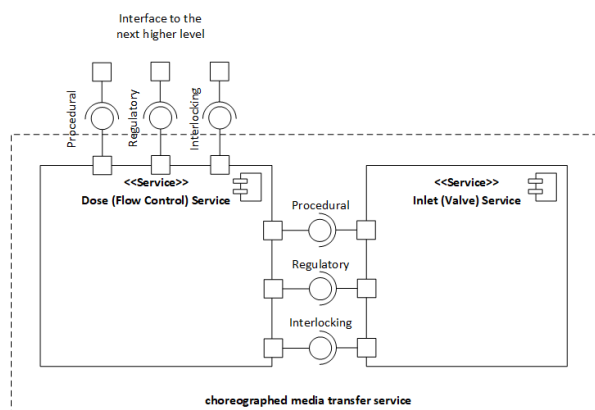 Interface to the
next higher level
Procedural
Regulatory
Interlocking
<<Service>>
Dose (Flow Control) Service
<<Service>>
Inlet (Valve) Service
Procedural
Regulatory
Interlocking
choreographed media transfer service